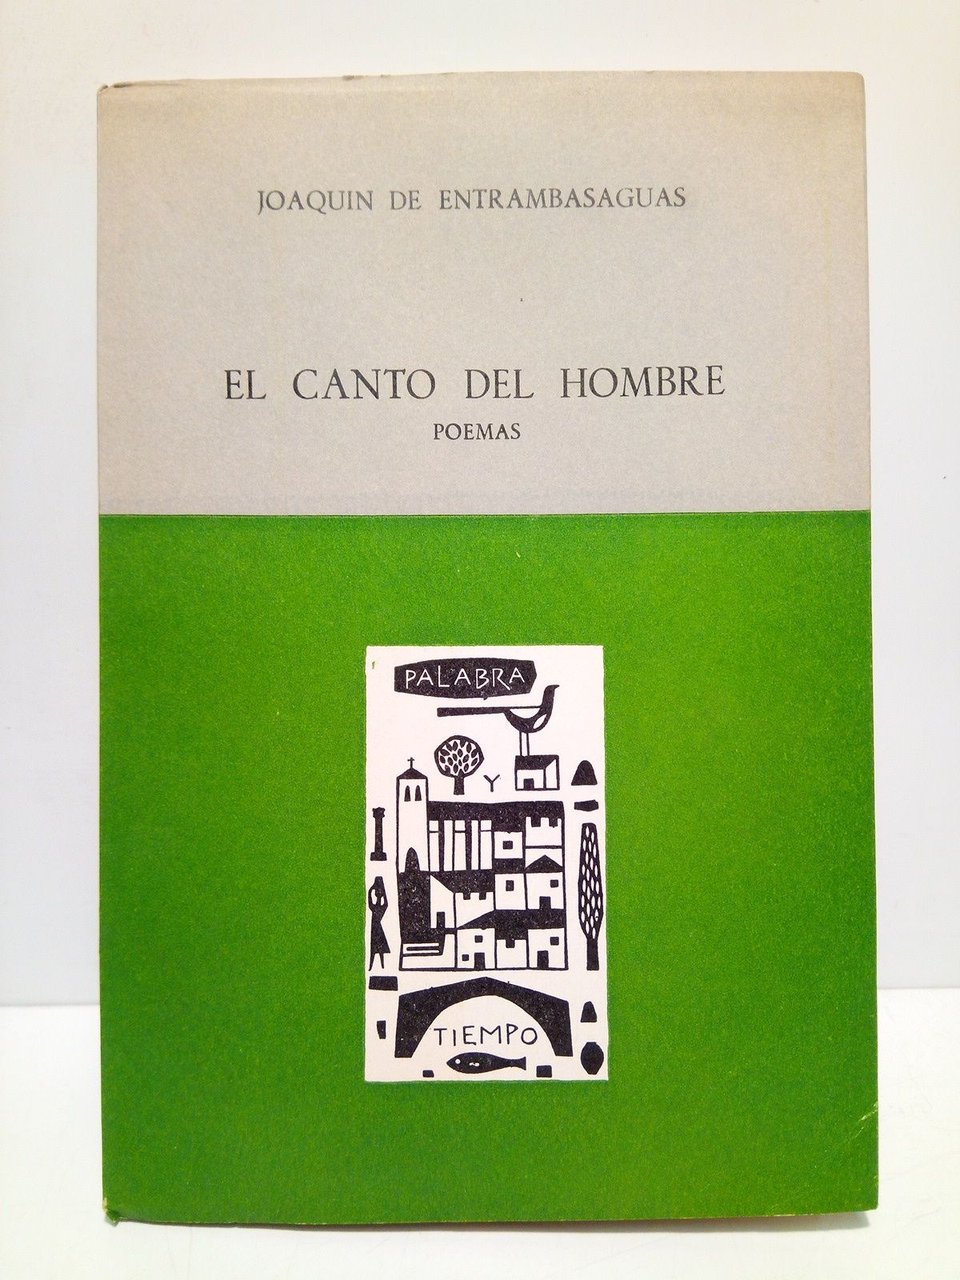 JOAQUIN DE ENTRAMBASAGUAS
EL CANTO DEL HOMBRE
POEMAS
PALABRA
Y
TIEMPO